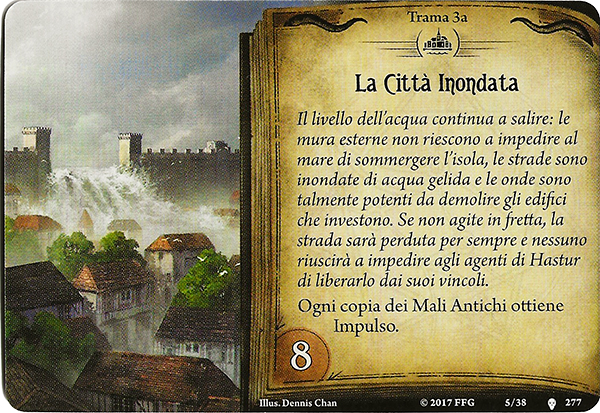 Trama 3a
La Città Inondata
Il livello dell'acqua continua a salire: le
mura esterne non riescono a impedire al
mare di sommergere l'isola, le strade sono
inondate di acqua gelida e le onde sono
talmente potenti da demolire gli edifici
che investono. Se non agite in fretta, la
strada sarà perduta per sempre e nessuno
riuscirà a impedire agli agenti di Hastur
di liberarlo dai suoi vincoli.
Ogni copia dei Mali Antichi ottiene
Impulso.
8
Illus. Dennis Chan © 2017 FFG 5/38 277